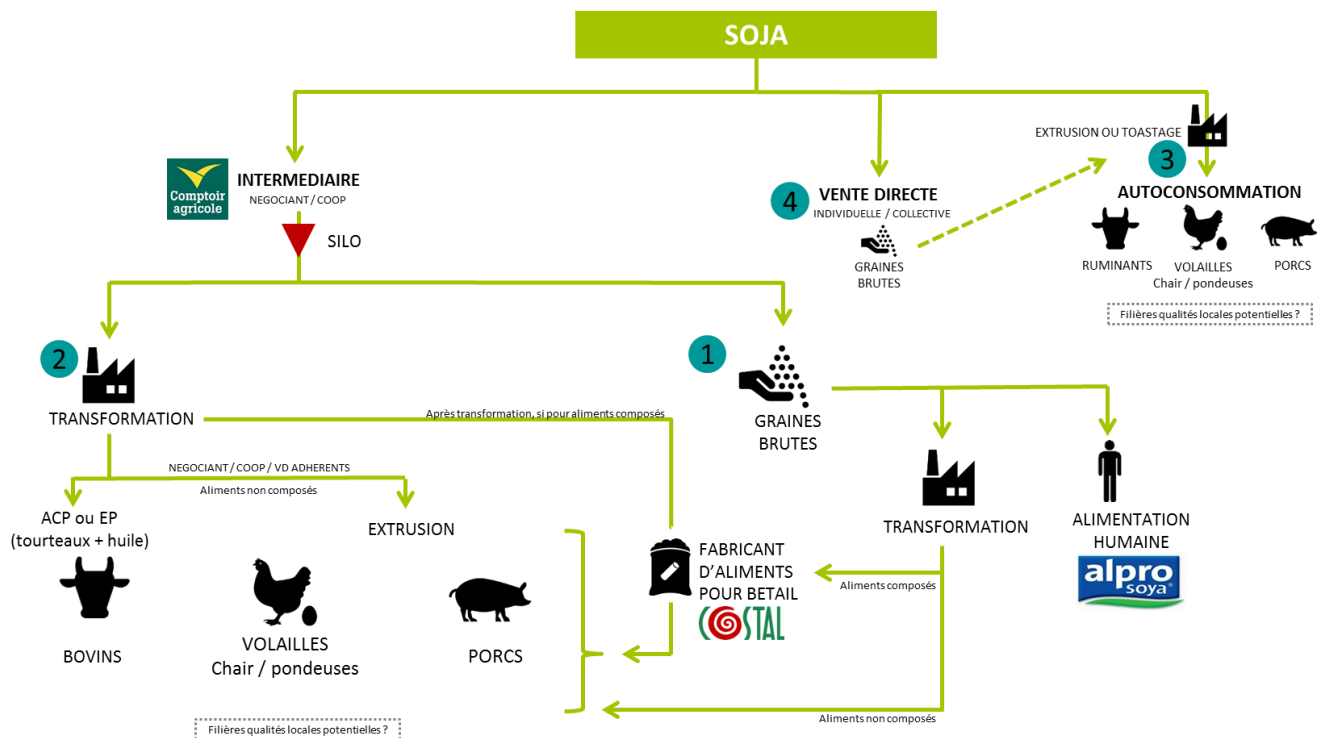 SOJA
EXTRUSION OU TOASTAGE
3
Comptoir
agricole
INTERMEDIAIRE
NEGOCIANT / COOP
SILO
4
VENTE DIRECTE
INDIVIDUELLE / COLLECTIVE
GRAINES
BRUTES
AUTOCONSOMMATION
RUMINANTS
VOLAILLES
Chair / pondeuses
PORCS
Filières qualités locales potentielles ?
2
TRANSFORMATION
1
GRAINES
BRUTES
Après transformation, si pour aliments composés
NEGOCIANT / COOP / VD ADHERENTS
Aliments non composés
ACP ou EP
(tourteaux + huile)
EXTRUSION
BOVINS
VOLAILLES
Chair / pondeuses
PORCS
FABRICANT
D'ALIMENTS
POUR BETAIL
COSTAL
TRANSFORMATION
ALIMENTATION
HUMAINE
alpro
soya®
Aliments composés
Aliments non composés
Filières qualités locales potentielles ?